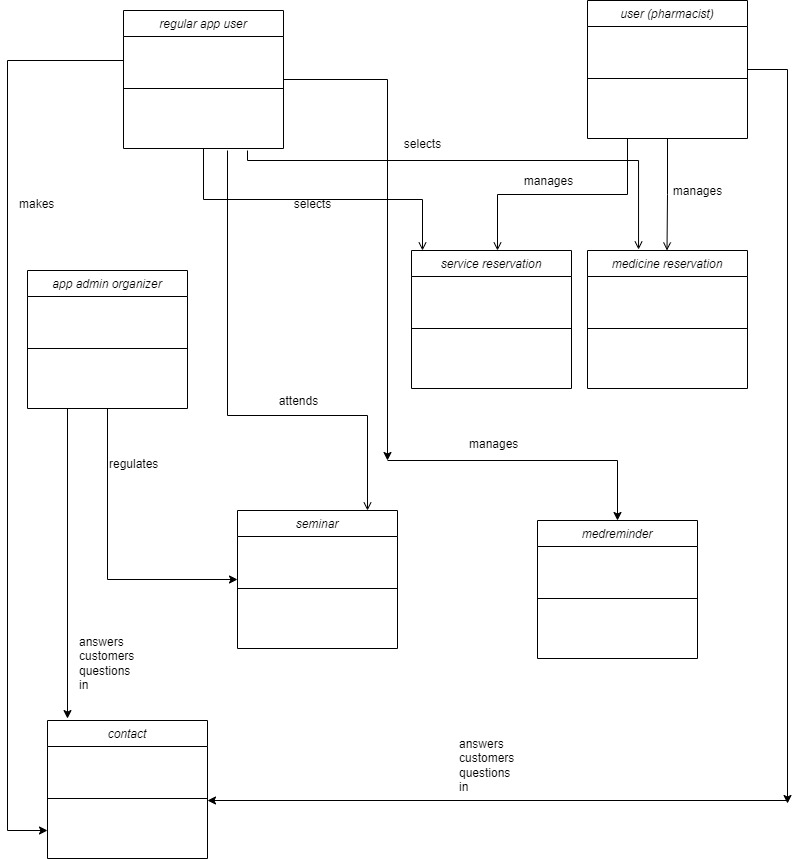 regular app user
user (pharmacist)
selects
manages
manages
makes
selects
service reservation
medicine reservation
app admin organizer
attends
manages
regulates
seminar
medreminder
answers
customers
questions
in
contact
answers
customers
questions
in